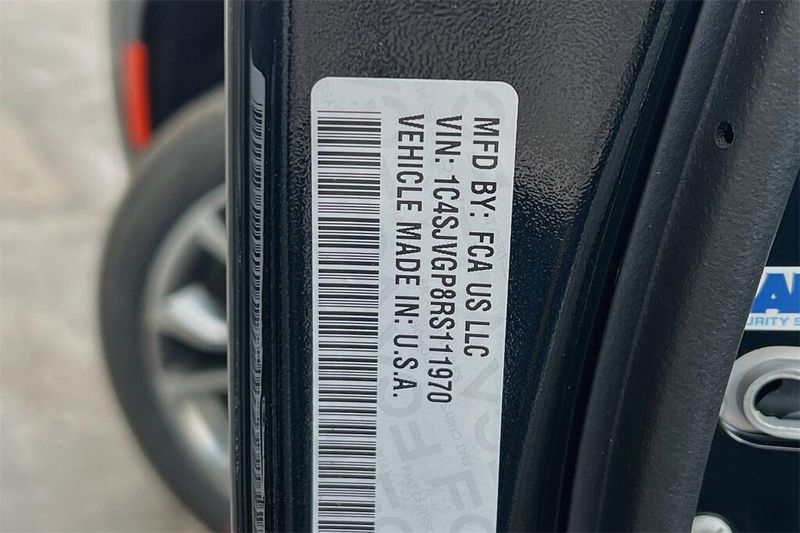 MFD BY: FCA US LLC
VIN: 1C4SJVGP8RS111970
VEHICLE MADE IN: U.S.A.